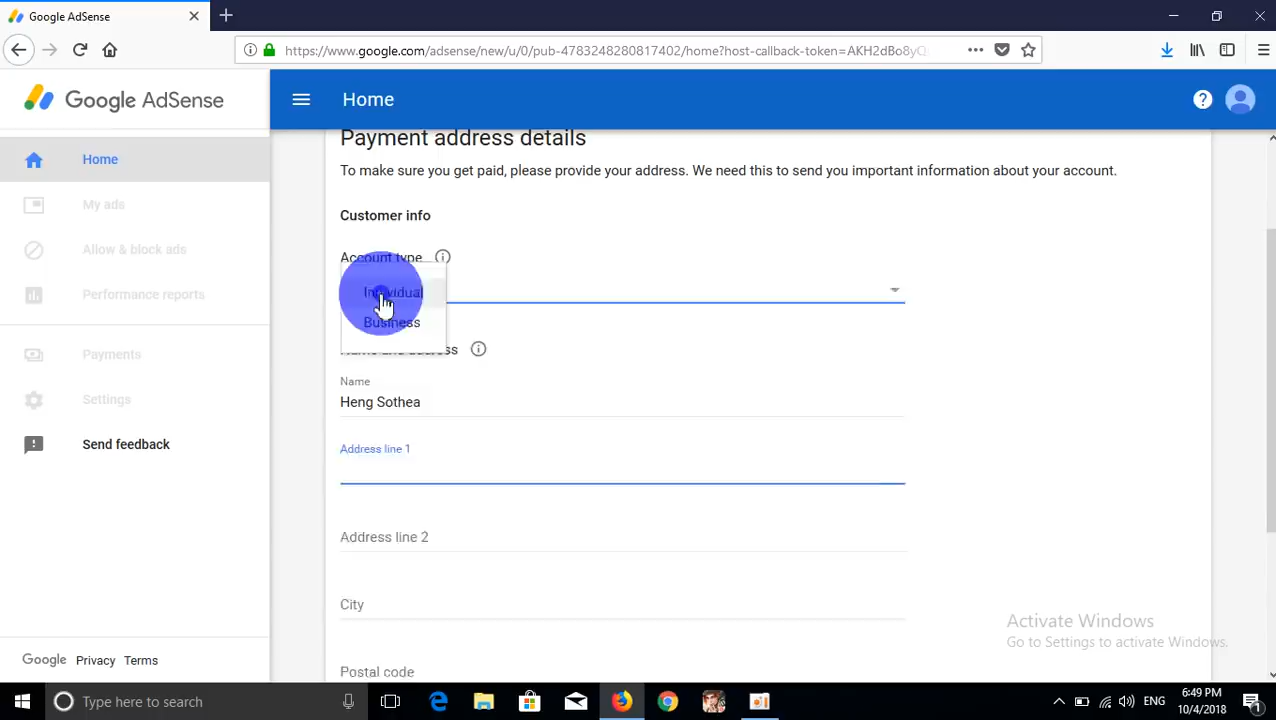 Google AdSense
https://www.google.com/adsense/new/u/0/pub-4783248280817402/home?host-callback-token=AKH2dBo8yQ
Google AdSense
Home
Home
My ads
Allow & block ads
Performance reports
Payments
Settings
Send feedback
Google Privacy Terms
Payment address details
To make sure you get paid, please provide your address. We need this to send you important information about your account.
Customer info
Account type
Individual
Business
Name and address
Name
Heng Sothea
Address line 1
Address line 2
City
Postal code
Activate Windows
Go to Settings to activate Windows.
Type here to search
ENG
6:49 PM
10/4/2018
1